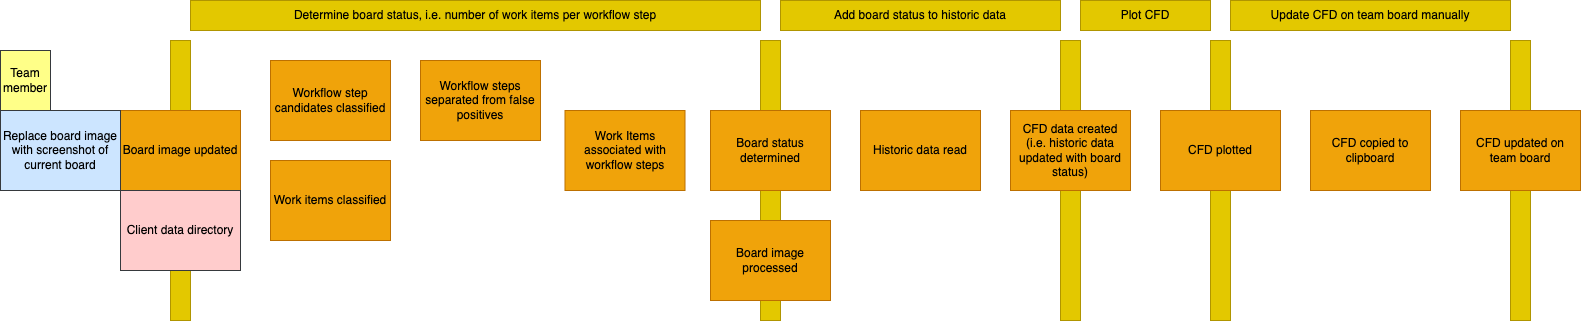 Determine board status, i.e. number of work items per workflow step
Add board status to historic data
Plot CFD
Update CFD on team board manually
Team
member
Replace board image
with screenshot of
current board
Board image updated
Client data directory
Workflow step
candidates classified
Work items classified
Workflow steps
separated from false
positives
Work Items
associated with
workflow steps
Board status
determined
Board image
processed
Historic data read
CFD data created
(i.e. historic data
updated with board
status)
CFD plotted
CFD copied to
clipboard
CFD updated on
team board